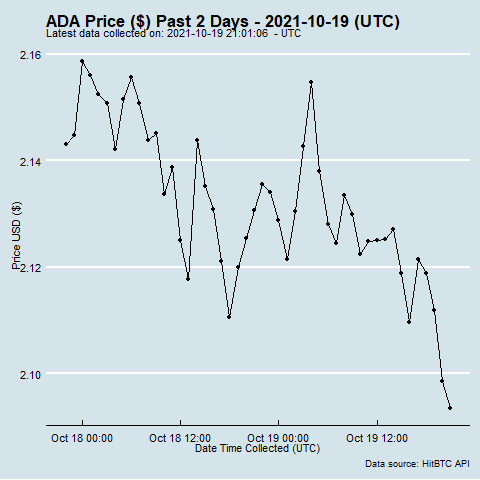 ADA Price ($) Past 2 Days - 2021-10-19 (UTC)
Latest data collected on: 2021-10-19 21:01:06  - UTC
2.16
2.14
2.12
2.10
Price USD ($)
Oct 18 00:00 Oct 18 12:00 Oct 19 00:00 Oct 19 12:00
Date Time Collected (UTC)
Data source: HitBTC API